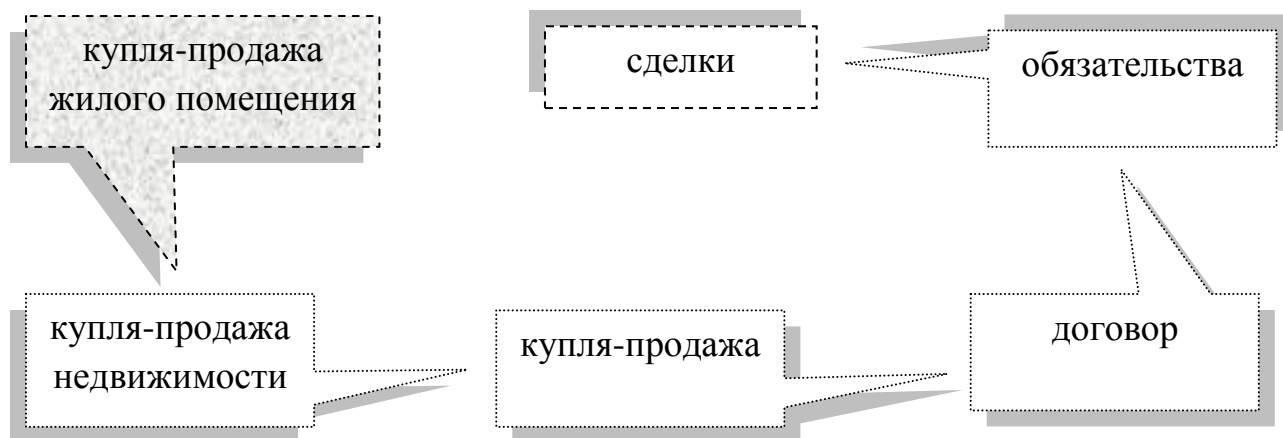 купля-продажа
жилого помещения
сделки
обязательства
купля-продажа
недвижимости
купля-продажа
договор